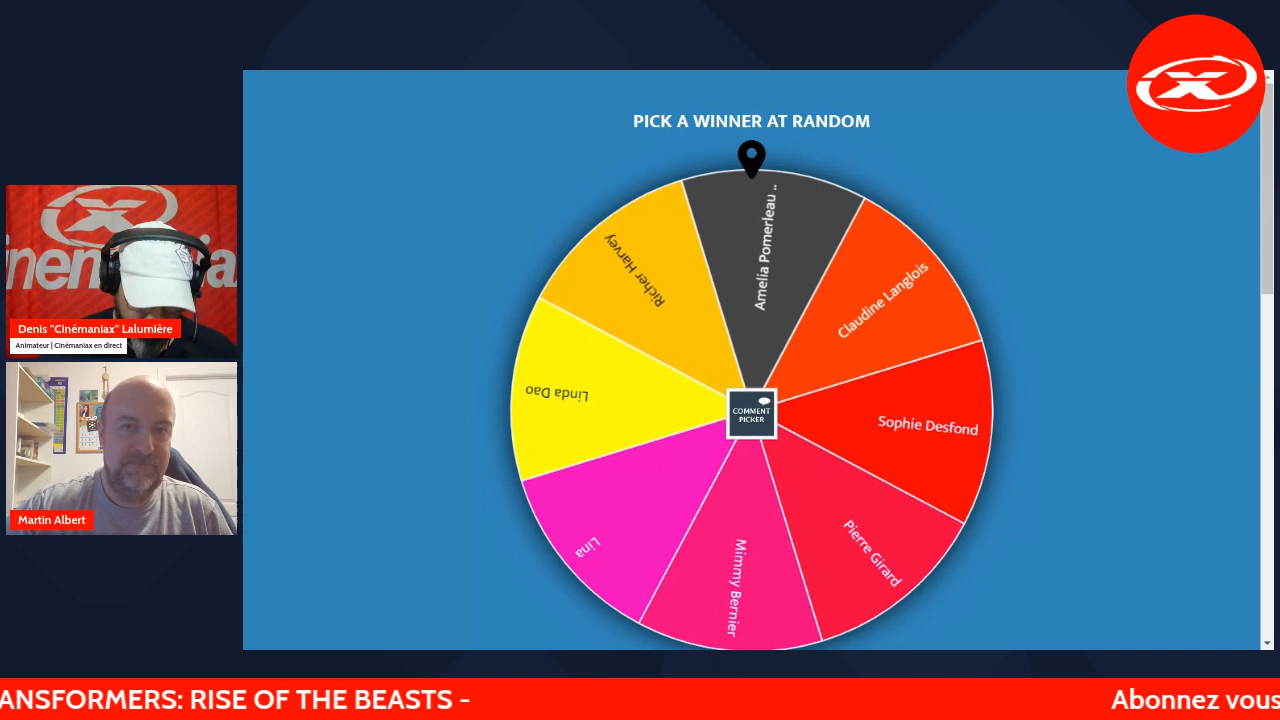 PICK A WINNER AT RANDOM
Amelia Pomerleau ..
Claudine Langlois
Sophie Desfond
Pierre Girard
Mimmy Bernier
Lina
Linda Dao
Richer Harvey
COMMENT
PICKER
Denis "Cinémaniax" Lalumière
Animateur | Cinémaniax en direct
Martin Albert
ANSFORMERS: RISE OF THE BEASTS -
Abonnez vous